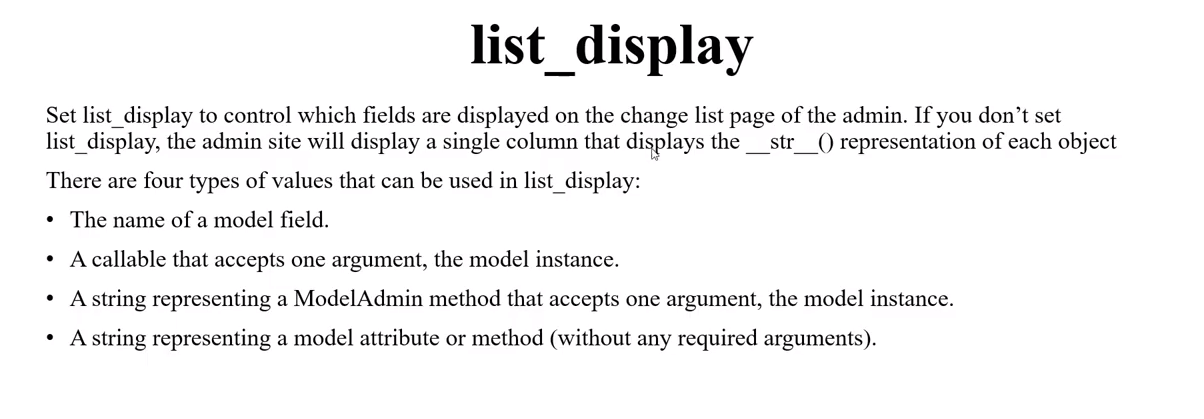 list_display
Set list_display to control which fields are displayed on the change list page of the admin. If you don’t set
list_display, the admin site will display a single column that displays the __str__() representation of each object
There are four types of values that can be used in list_display:
• The name of a model field.
• A callable that accepts one argument, the model instance.
• A string representing a ModelAdmin method that accepts one argument, the model instance.
• A string representing a model attribute or method (without any required arguments).